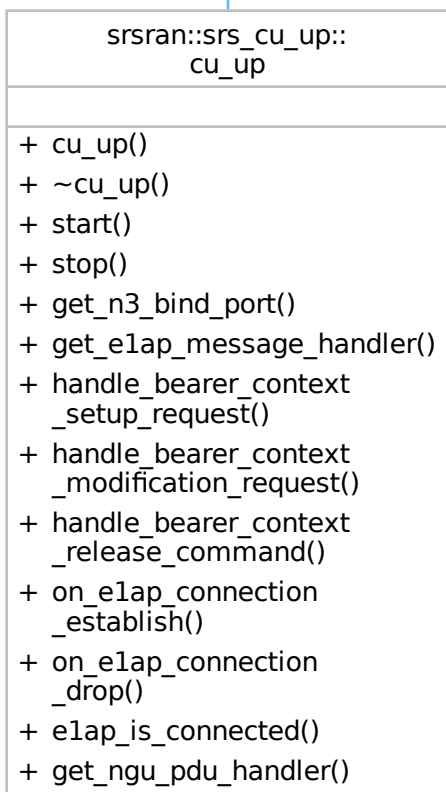 srsran::srs_cu_up::
cu_up
+ cu_up()
+ ~cu_up()
+ start()
+ stop()
+ get_n3_bind_port()
+ get_e1ap_message_handler()
+ handle_bearer_context
_setup_request()
+ handle_bearer_context
_modification_request()
+ handle_bearer_context
_release_command()
+ on_e1ap_connection
_establish()
+ on_e1ap_connection
_drop()
+ e1ap_is_connected()
+ get_ngu_pdu_handler()